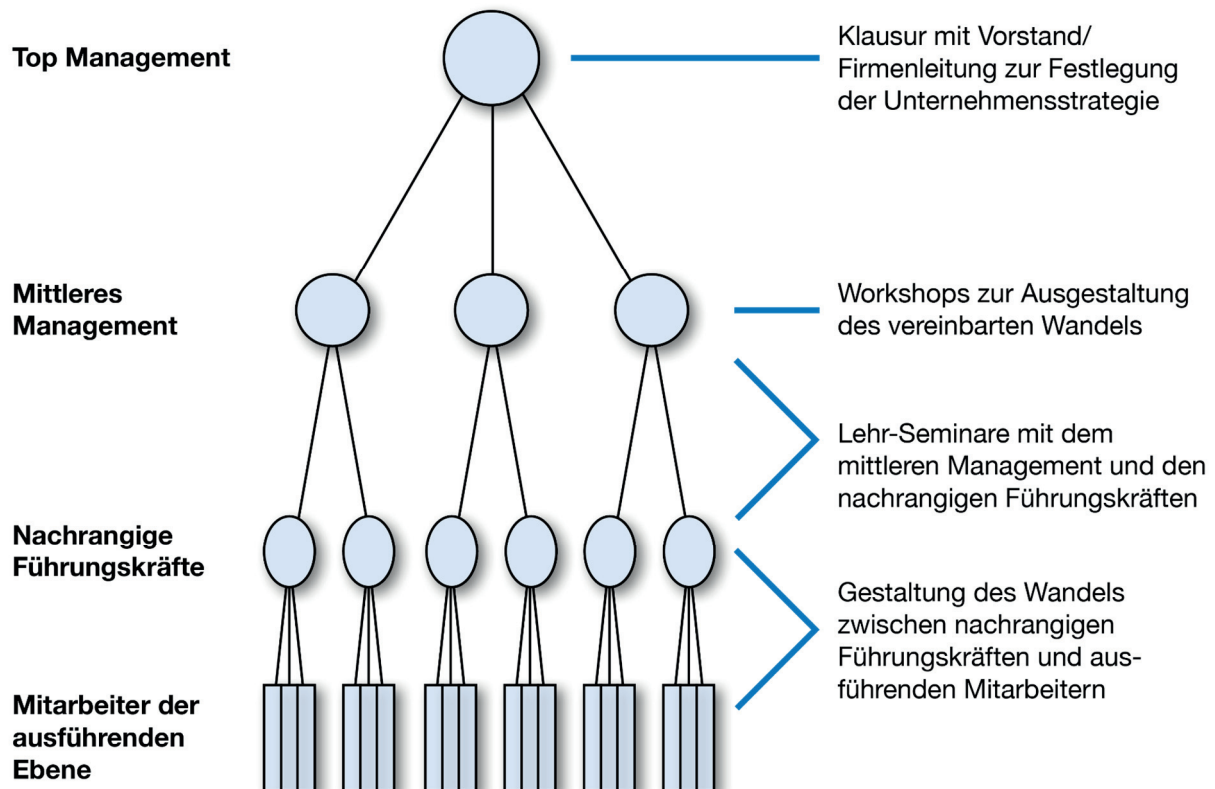 Top Management
Klausur mit Vorstand/
Firmenleitung zur Festlegung
der Unternehmensstrategie
Mittleres
Management
Workshops zur Ausgestaltung
des vereinbarten Wandels
Lehr-Seminare mit dem
mittleren Management und den
nachrangigen Führungskräften
Nachrangige
Führungskräfte
Gestaltung des Wandels
zwischen nachrangigen
Führungskräften und aus-
führenden Mitarbeitern
Mitarbeiter der
ausführenden
Ebene